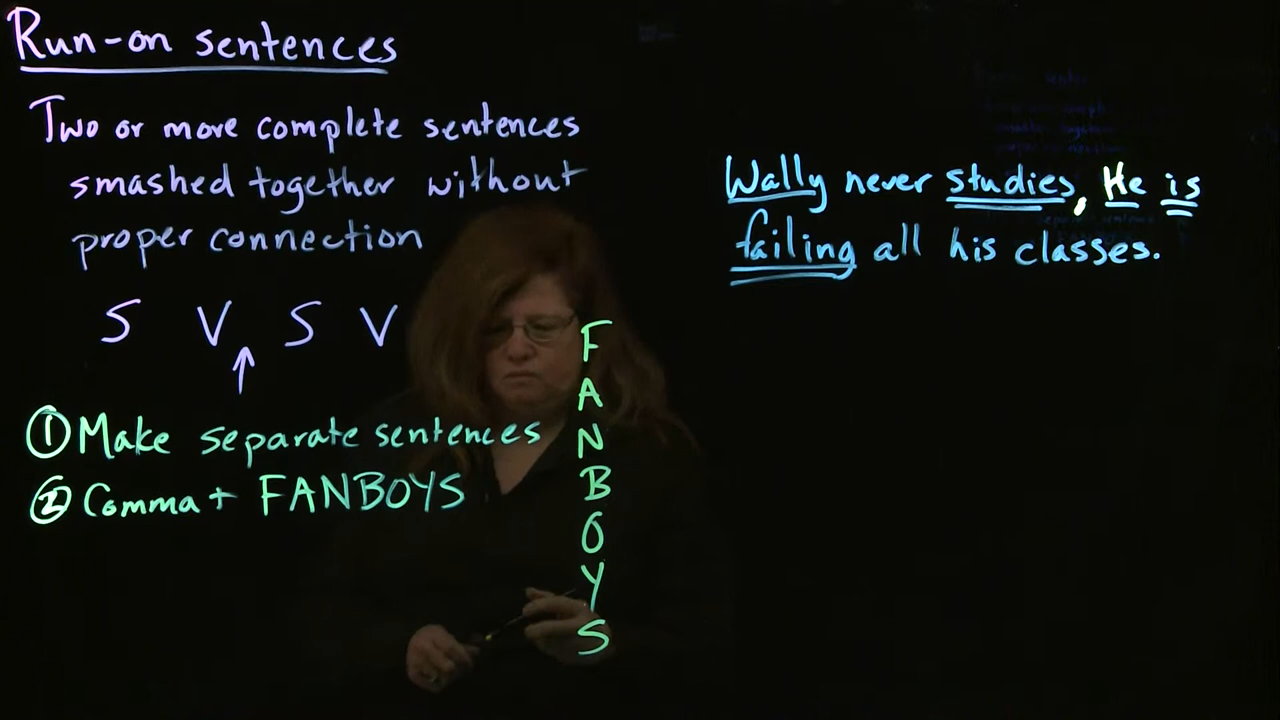 Run-on sentences
Two or more complete sentences
smashed together without
proper connection
S V S V
↑
① Make separate sentences
② Comma + FANBOYS
F
A
N
B
O
Y
S
Wally never studies, He is
failing all his classes.